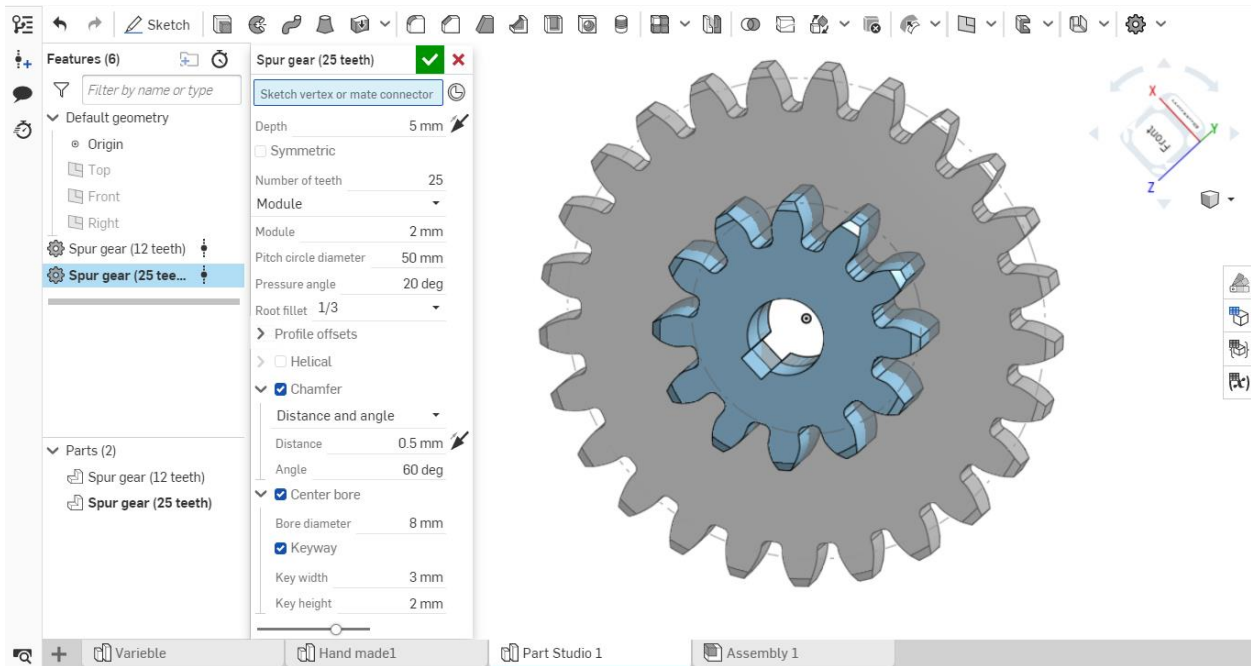 Sketch
Features (6)
Filter by name or type
Default geometry
Origin
Top
Front
Right
Spur gear (12 teeth)
Spur gear (25 tee...
Parts (2)
Spur gear (12 teeth)
Spur gear (25 teeth)
Spur gear (25 teeth)
Sketch vertex or mate connector
Depth 5 mm
Symmetric
Number of teeth 25
Module
Module 2 mm
Pitch circle diameter 50 mm
Pressure angle 20 deg
Root fillet 1/3
Profile offsets
Helical
Chamfer
Distance and angle
Distance 0.5 mm
Angle 60 deg
Center bore
Bore diameter 8 mm
Keyway
Key width 3 mm
Key height 2 mm
X
Y
Front
Z
(x)
Varieble
Hand made1
Part Studio 1
Assembly 1